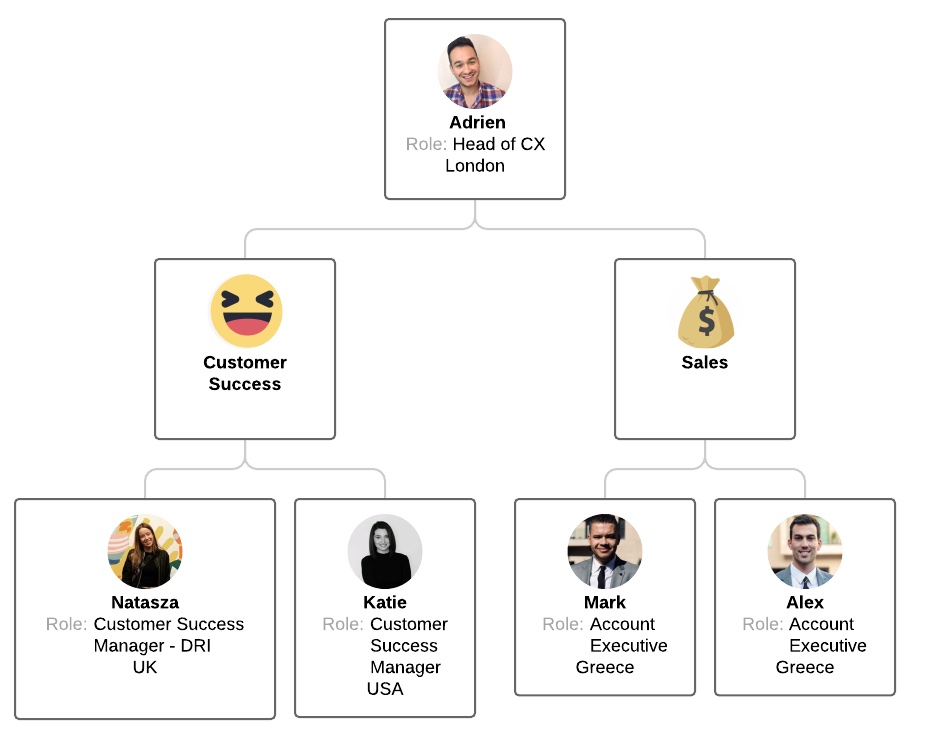 Adrien
Role: Head of CX
London
Customer
Success
$
Sales
Natasza
Role: Customer Success
Manager - DRI
UK
Katie
Role: Customer
Success
Manager
USA
Mark
Role: Account
Executive
Greece
Alex
Role: Account
Executive
Greece